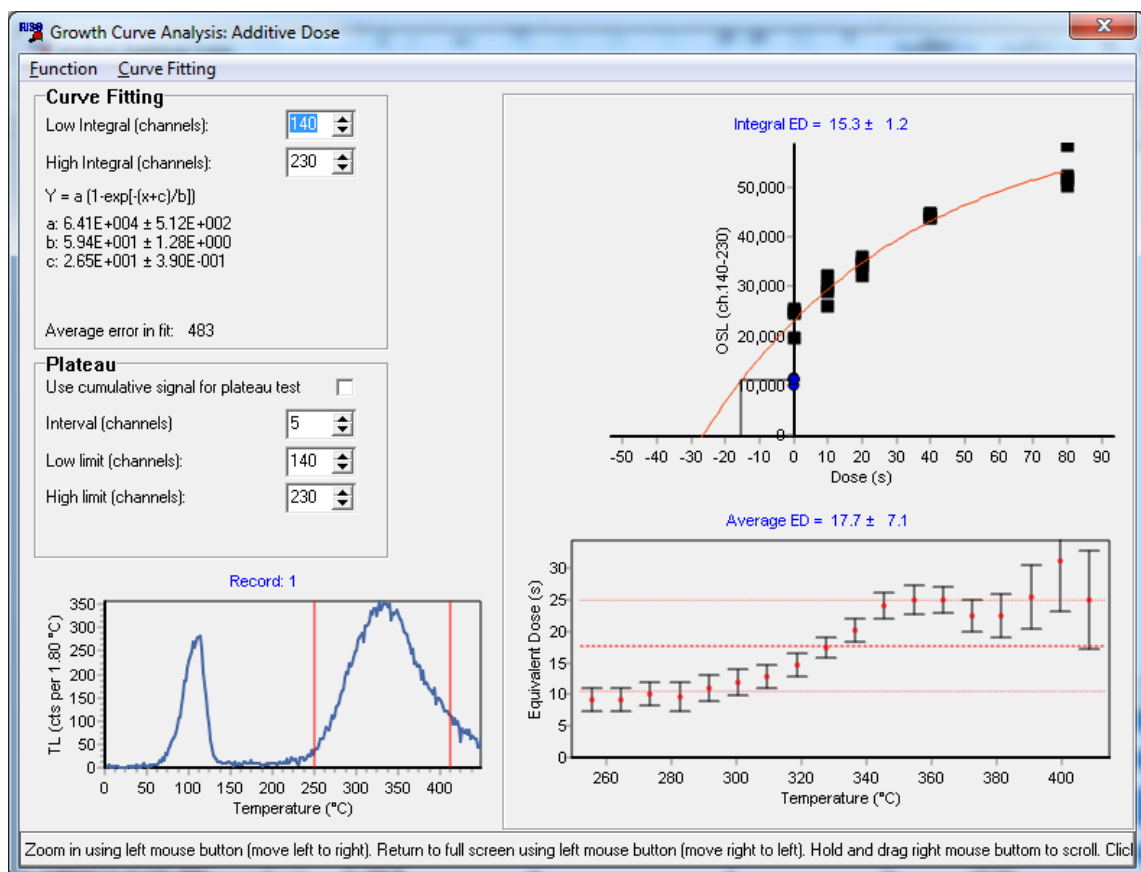 RISØ Growth Curve Analysis: Additive Dose
Function Curve Fitting
Curve Fitting
Low Integral (channels): 140
High Integral (channels): 230
Y = a (1-exp[-(x+c)/b])
a: 6.41E+004 ± 5.12E+002
b: 5.94E+001 ± 1.28E+000
c: 2.65E+001 ± 3.90E-001
Average error in fit: 483
Plateau
Use cumulative signal for plateau test
Interval (channels) 5
Low limit (channels): 140
High limit (channels): 230
Record: 1
TL (cts per 1.80 °C)
350
300
250
200
150
100
50
0
0 50 100 150 200 250 300 350 400
Temperature (°C)
Integral ED = 15.3 ± 1.2
OSL (ch.140-230)
50,000
40,000
30,000
20,000
10,000
0
-50 -40 -30 -20 -10 0 10 20 30 40 50 60 70 80 90
Dose (s)
Average ED = 17.7 ± 7.1
Equivalent Dose (s)
30
25
20
15
10
5
0
260 280 300 320 340 360 380 400
Temperature (°C)
Zoom in using left mouse button (move left to right). Return to full screen using left mouse button (move right to left). Hold and drag right mouse buttom to scroll. Clicl